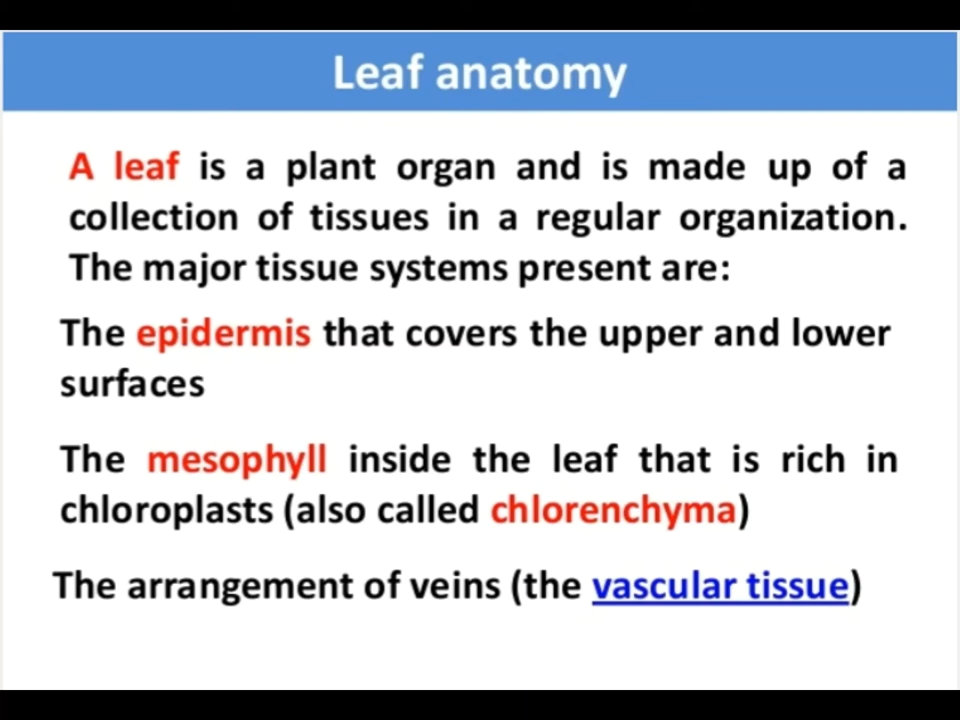 Leaf anatomy
A leaf is a plant organ and is made up of a
collection of tissues in a regular organization.
The major tissue systems present are:
The epidermis that covers the upper and lower
surfaces
The mesophyll inside the leaf that is rich in
chloroplasts (also called chlorenchyma)
The arrangement of veins (the vascular tissue)